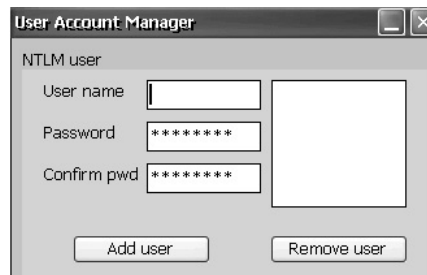 User Account Manager
NTLM user
User name
Password ********
Confirm pwd ********
Add user Remove user